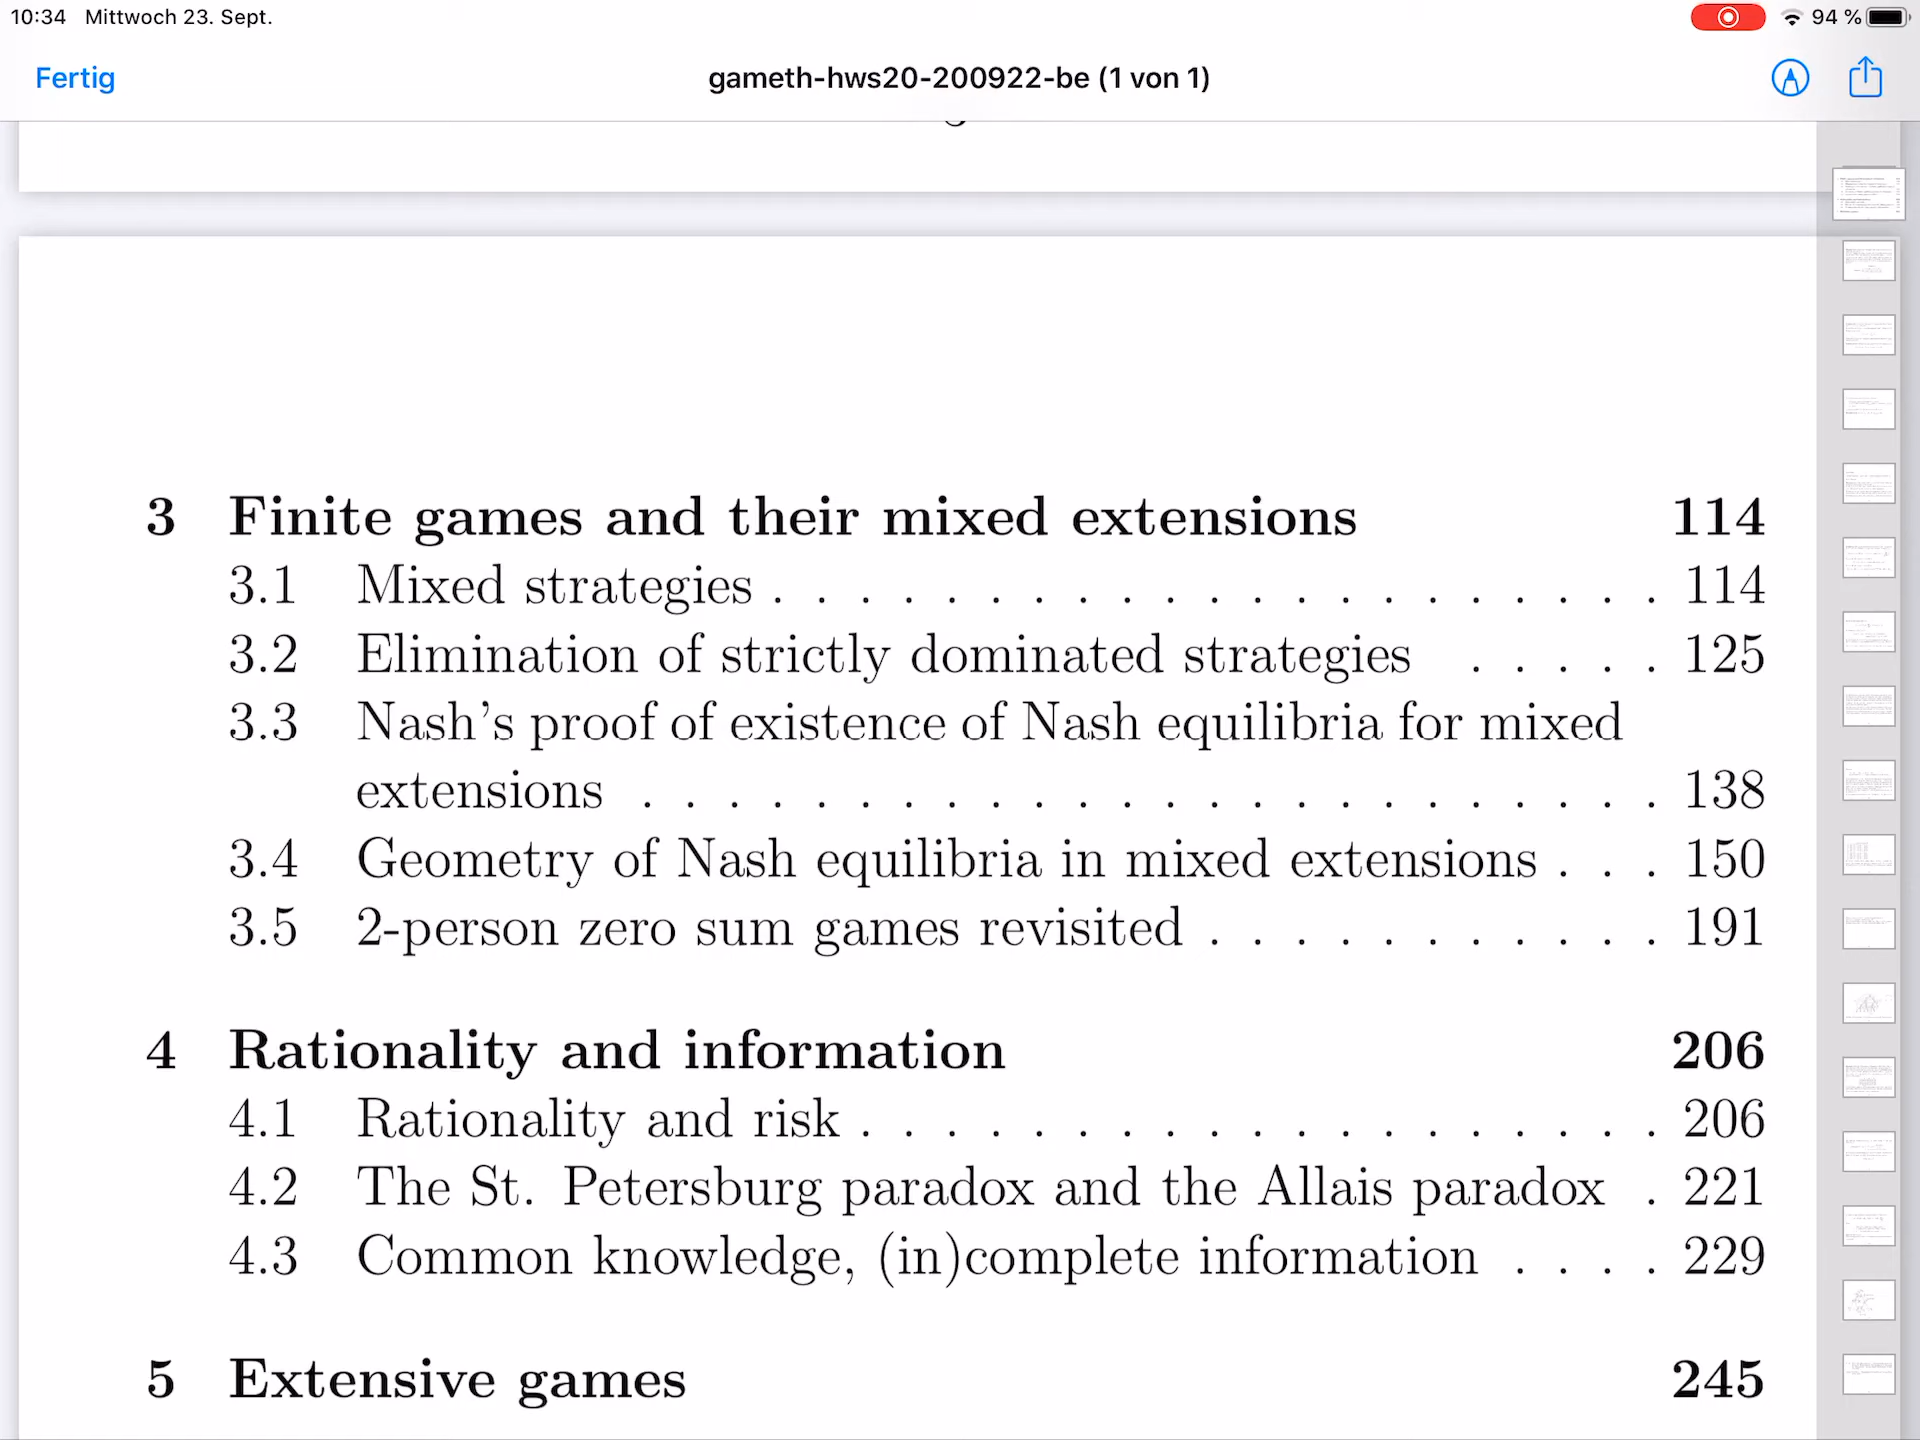 10:34 Mittwoch 23. Sept. 94 %
Fertig gameth-hws20-200922-be (1 von 1)
3 Finite games and their mixed extensions 114
3.1 Mixed strategies . . . . . . . . . . . . . . . . . . . . . 114
3.2 Elimination of strictly dominated strategies . . . . . 125
3.3 Nash's proof of existence of Nash equilibria for mixed
extensions . . . . . . . . . . . . . . . . . . . . . . . . 138
3.4 Geometry of Nash equilibria in mixed extensions . . . 150
3.5 2-person zero sum games revisited . . . . . . . . . . . 191
4 Rationality and information 206
4.1 Rationality and risk . . . . . . . . . . . . . . . . . . . 206
4.2 The St. Petersburg paradox and the Allais paradox . 221
4.3 Common knowledge, (in)complete information . . . . 229
5 Extensive games 245